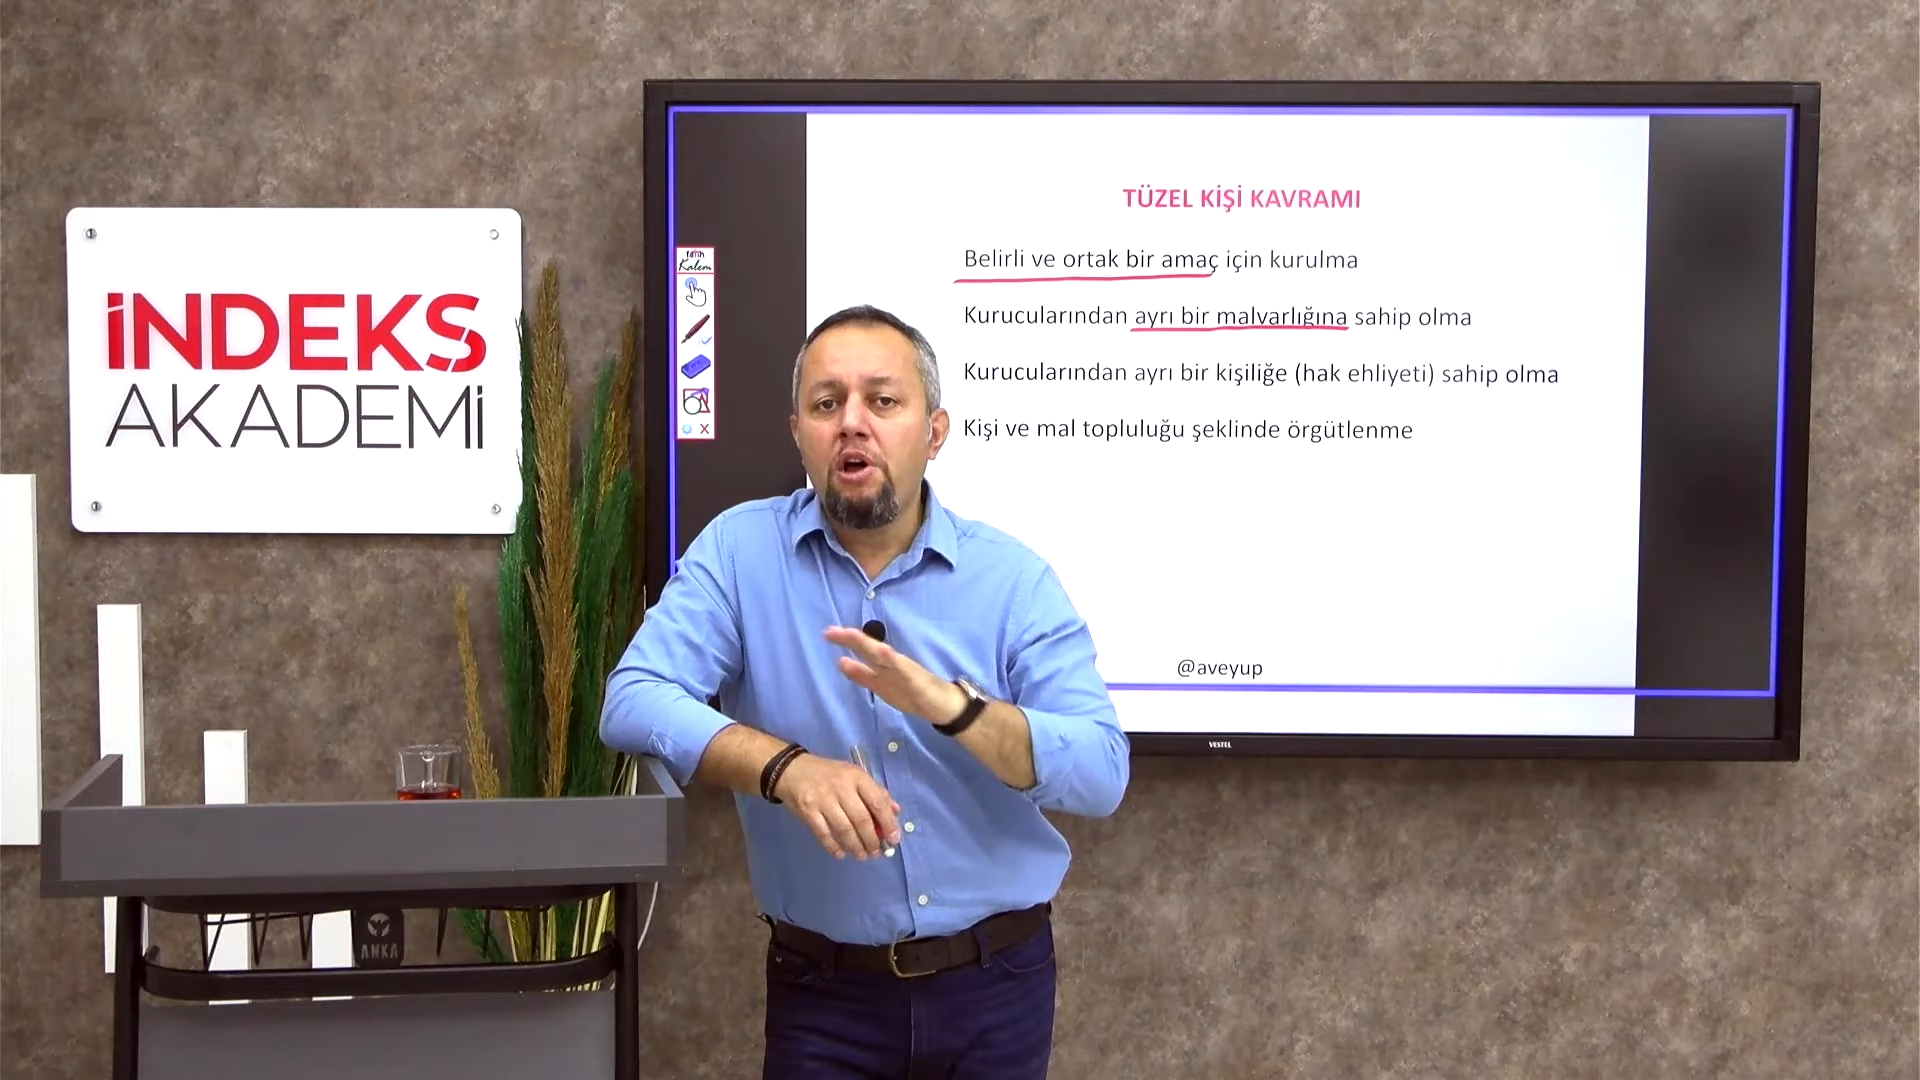 İNDEKS
AKADEMİ
TÜZEL KİŞİ KAVRAMI
Belirli ve ortak bir amaç için kurulma
Kurucularından ayrı bir malvarlığına sahip olma
Kurucularından ayrı bir kişiliğe (hak ehliyeti) sahip olma
Kişi ve mal topluluğu şeklinde örgütlenme
@aveyup
Kalem
VESTEL
ANKA